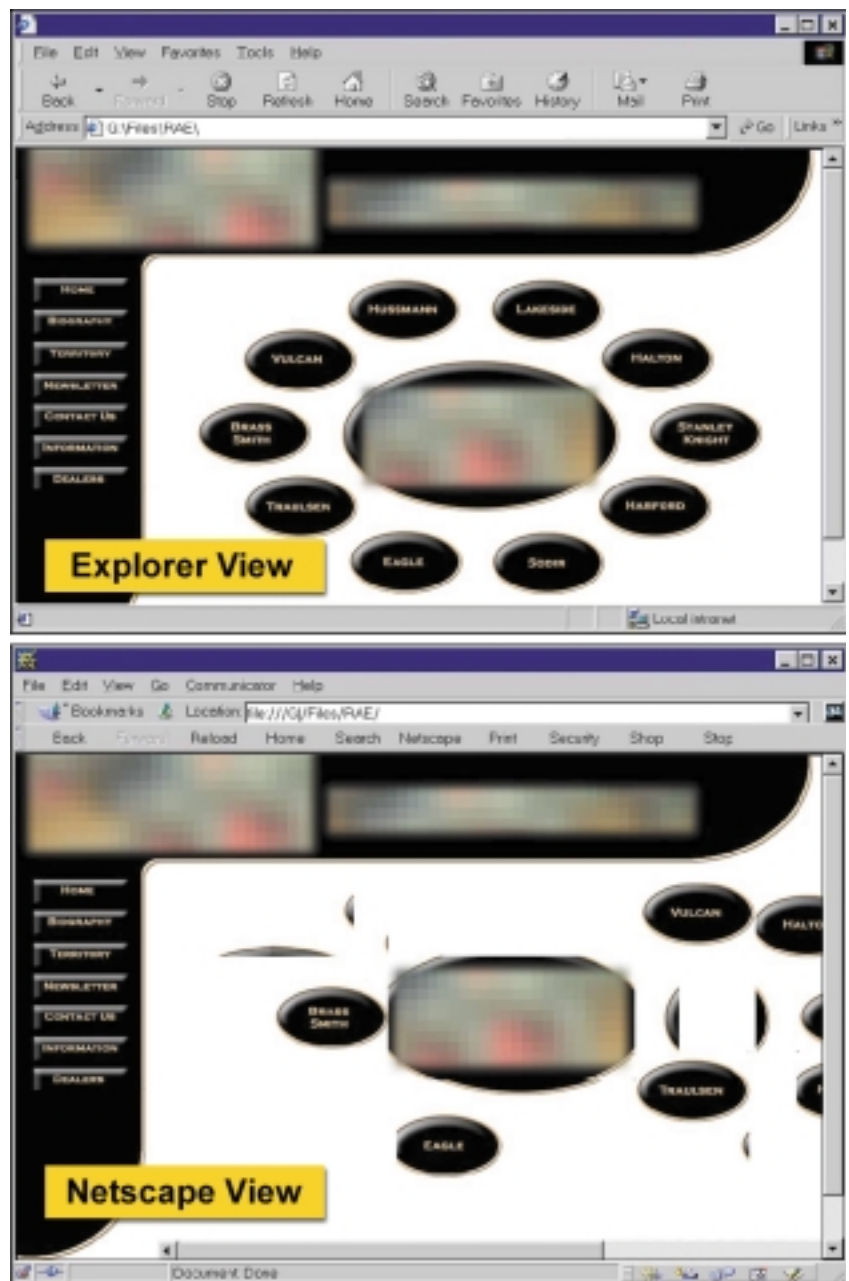 File Edit View Favorites Tools Help
Back Forward Stop Refresh Home Search Favorites History Mail Print
Address G:\Files\RAE\ Go Links »
HOME
BIOGRAPHY
TERRITORY
NEWSLETTER
CONTACT US
INFORMATION
DEALERS
HUSSMANN LAKESIDE
VULCAN HALTON
BRASS SMITH STANLEY KNIGHT
TRAULSEN HARFORD
EAGLE
Explorer View
Local intranet
File Edit View Go Communicator Help
Bookmarks Location: file:///G|/Files/RAE/
Back Forward Reload Home Search Netscape Print Security Shop Stop
HOME
BIOGRAPHY
TERRITORY
NEWSLETTER
CONTACT US
INFORMATION
DEALERS
VULCAN HALTO
BRASS SMITH
TRAULSEN H
EAGLE
Netscape View
Document: Done